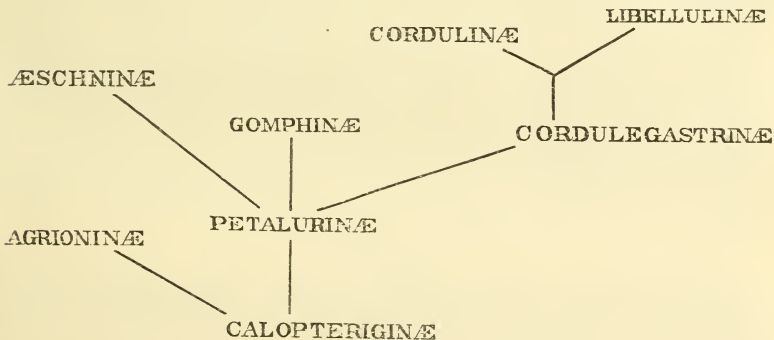 LIBELLULINÆ
CORDULINÆ
ÆSCHNINÆ
GOMPHINÆ
CORDULEGASTRINÆ
PETALURINÆ
AGRIONINÆ
CALOPTERIGINÆ